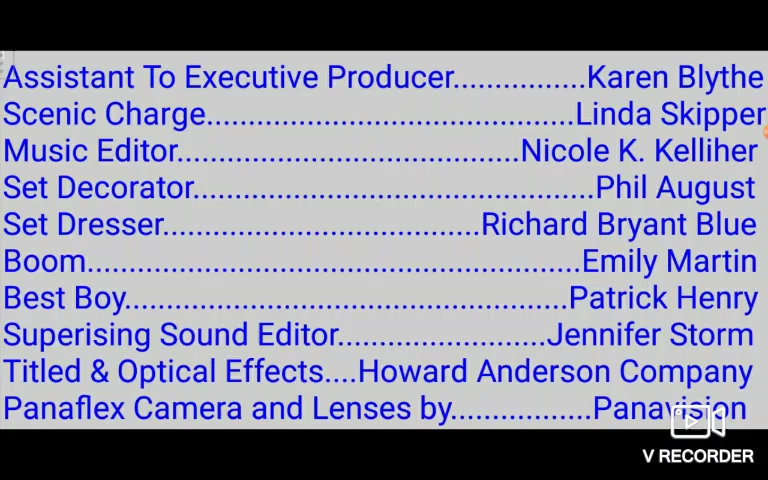 Assistant To Executive Producer................Karen Blythe
Scenic Charge............................................Linda Skipper
Music Editor.........................................Nicole K. Kelliher
Set Decorator................................................Phil August
Set Dresser......................................Richard Bryant Blue
Boom...........................................................Emily Martin
Best Boy.....................................................Patrick Henry
Superising Sound Editor.........................Jennifer Storm
Titled & Optical Effects....Howard Anderson Company
Panaflex Camera and Lenses by.................Panavision
V RECORDER